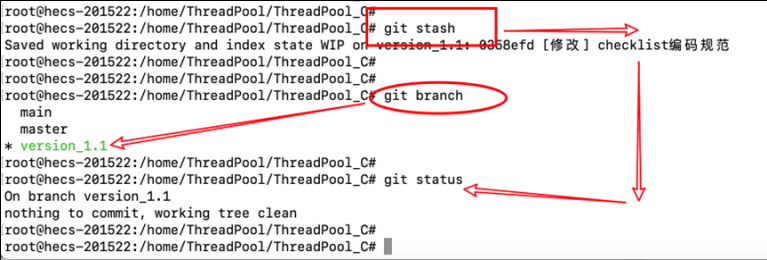 root@hecs-201522:/home/ThreadPool/ThreadPool_C#
root@hecs-201522:/home/ThreadPool/ThreadPool_C# git stash
Saved working directory and index state WIP on version_1.1: 0358efd [修改] checklist编码规范
root@hecs-201522:/home/ThreadPool/ThreadPool_C#
root@hecs-201522:/home/ThreadPool/ThreadPool_C#
root@hecs-201522:/home/ThreadPool/ThreadPool_C# git branch
main
master
* version_1.1
root@hecs-201522:/home/ThreadPool/ThreadPool_C#
root@hecs-201522:/home/ThreadPool/ThreadPool_C# git status
On branch version_1.1
nothing to commit, working tree clean
root@hecs-201522:/home/ThreadPool/ThreadPool_C#
root@hecs-201522:/home/ThreadPool/ThreadPool_C#